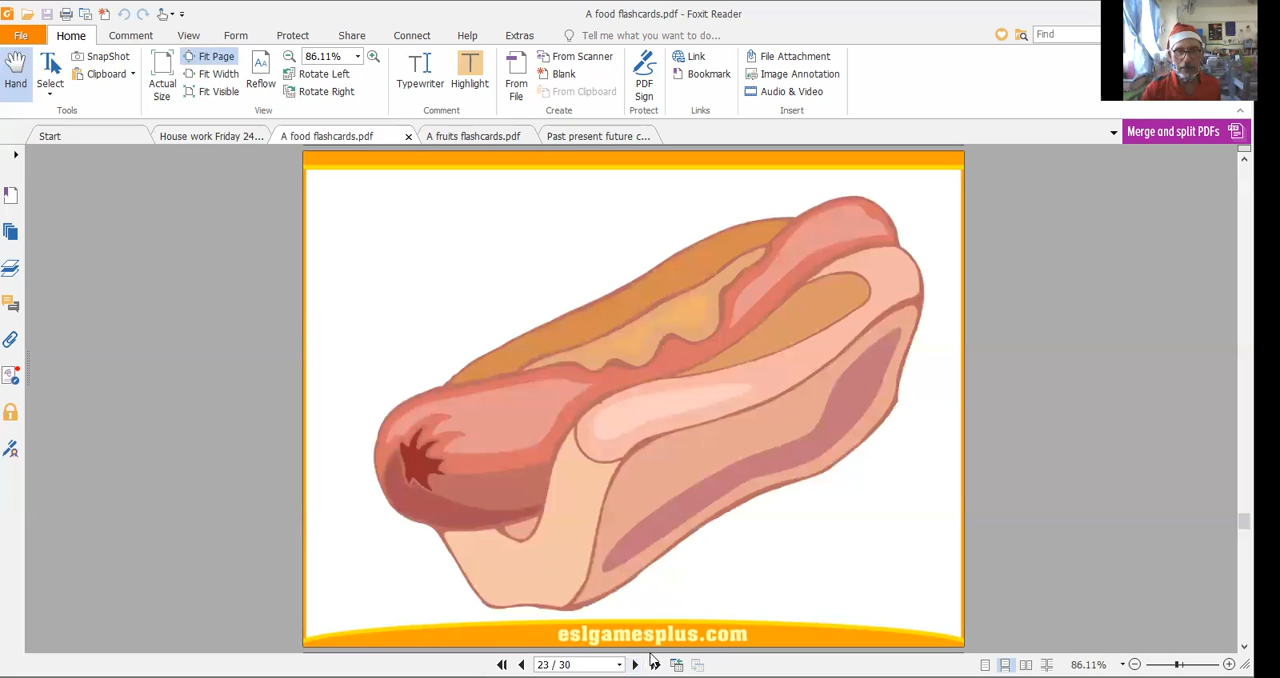 A food flashcards.pdf - Foxit Reader
File Home Comment View Form Protect Share Connect Help Extras Tell me what you want to do... Find
Hand Select SnapShot Clipboard Actual Size Fit Page Fit Width Fit Visible Reflow 86.11% Rotate Left Rotate Right Typewriter Highlight From File From Scanner Blank From Clipboard PDF Sign Link Bookmark File Attachment Image Annotation Audio & Video
Tools View Comment Create Protect Links Insert
Start House work Friday 24... A food flashcards.pdf A fruits flashcards.pdf Past present future c... Merge and split PDFs
eslgamesplus.com
23 / 30 86.11%